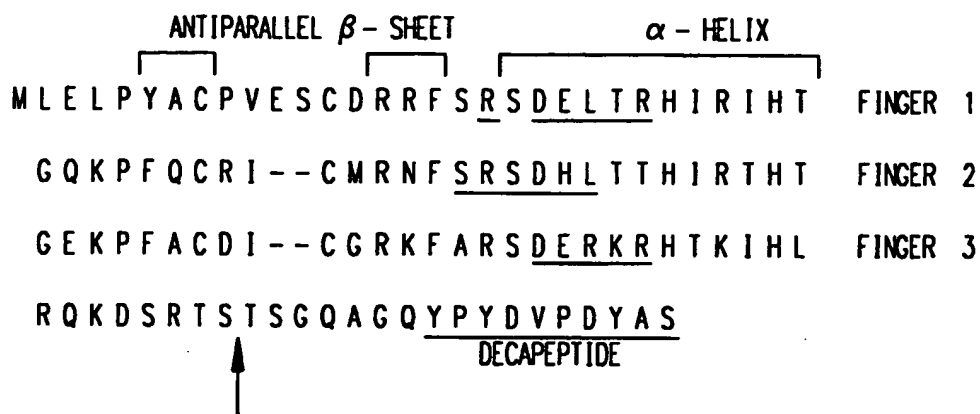 ANTIPARALLEL β - SHEET α - HELIX
M L E L P Y A C P V E S C D R R F S R S D E L T R H I R I H T FINGER 1
G Q K P F Q C R I - - C M R N F S R S D H L T T H I R T H T FINGER 2
G E K P F A C D I - - C G R K F A R S D E R K R H T K I H L FINGER 3
R Q K D S R T S T S G Q A G Q Y P Y D V P D Y A S
DECAPEPTIDE